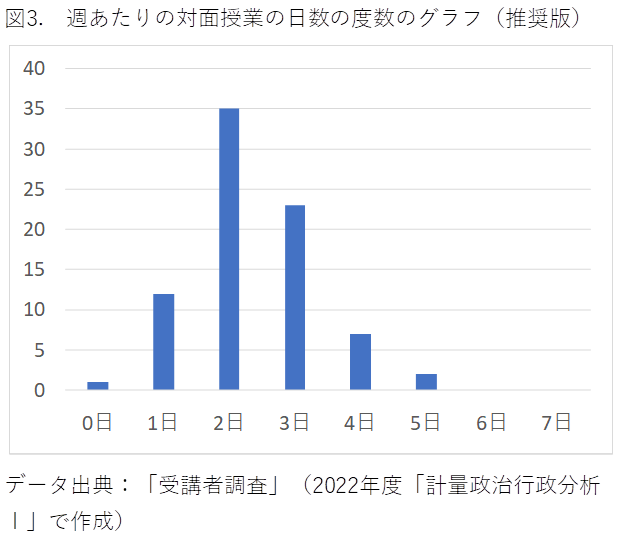 図3.　週あたりの対面授業の日数の度数のグラフ（推奨版）
40
35
30
25
20
15
10
5
0
0日 1日 2日 3日 4日 5日 6日 7日
データ出典：「受講者調査」（2022年度「計量政治行政分析
Ⅰ」で作成）